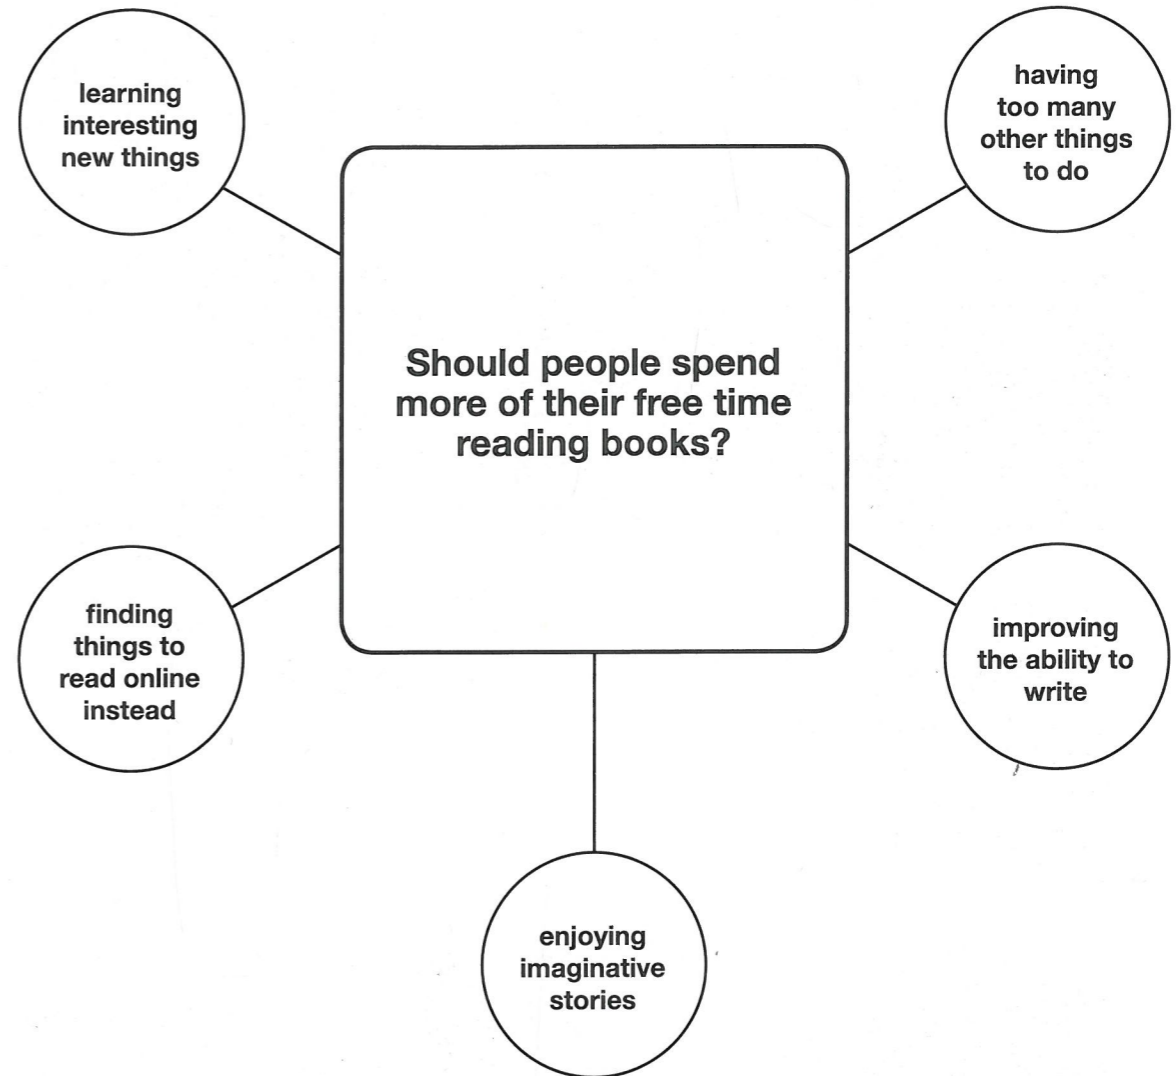 learning
interesting
new things
having
too many
other things
to do
Should people spend
more of their free time
reading books?
finding
things to
read online
instead
improving
the ability to
write
enjoying
imaginative
stories